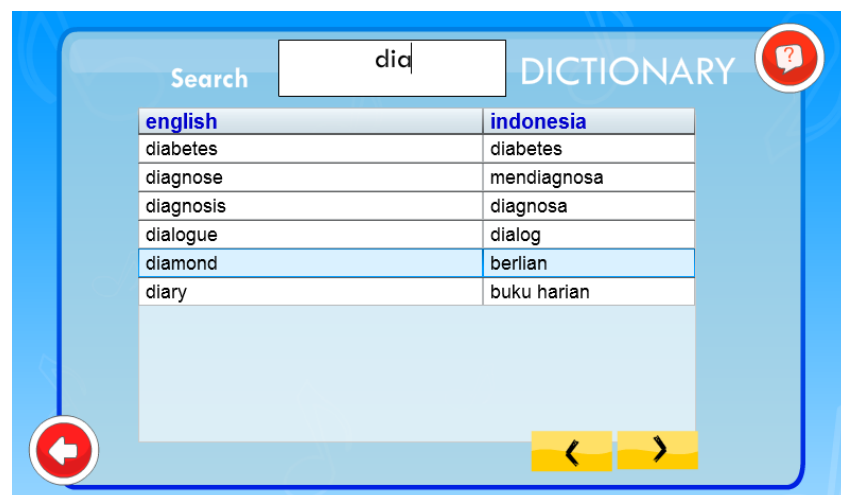 Search dia DICTIONARY ?
english indonesia
diabetes diabetes
diagnose mendiagnosa
diagnosis diagnosa
dialogue dialog
diamond berlian
diary buku harian